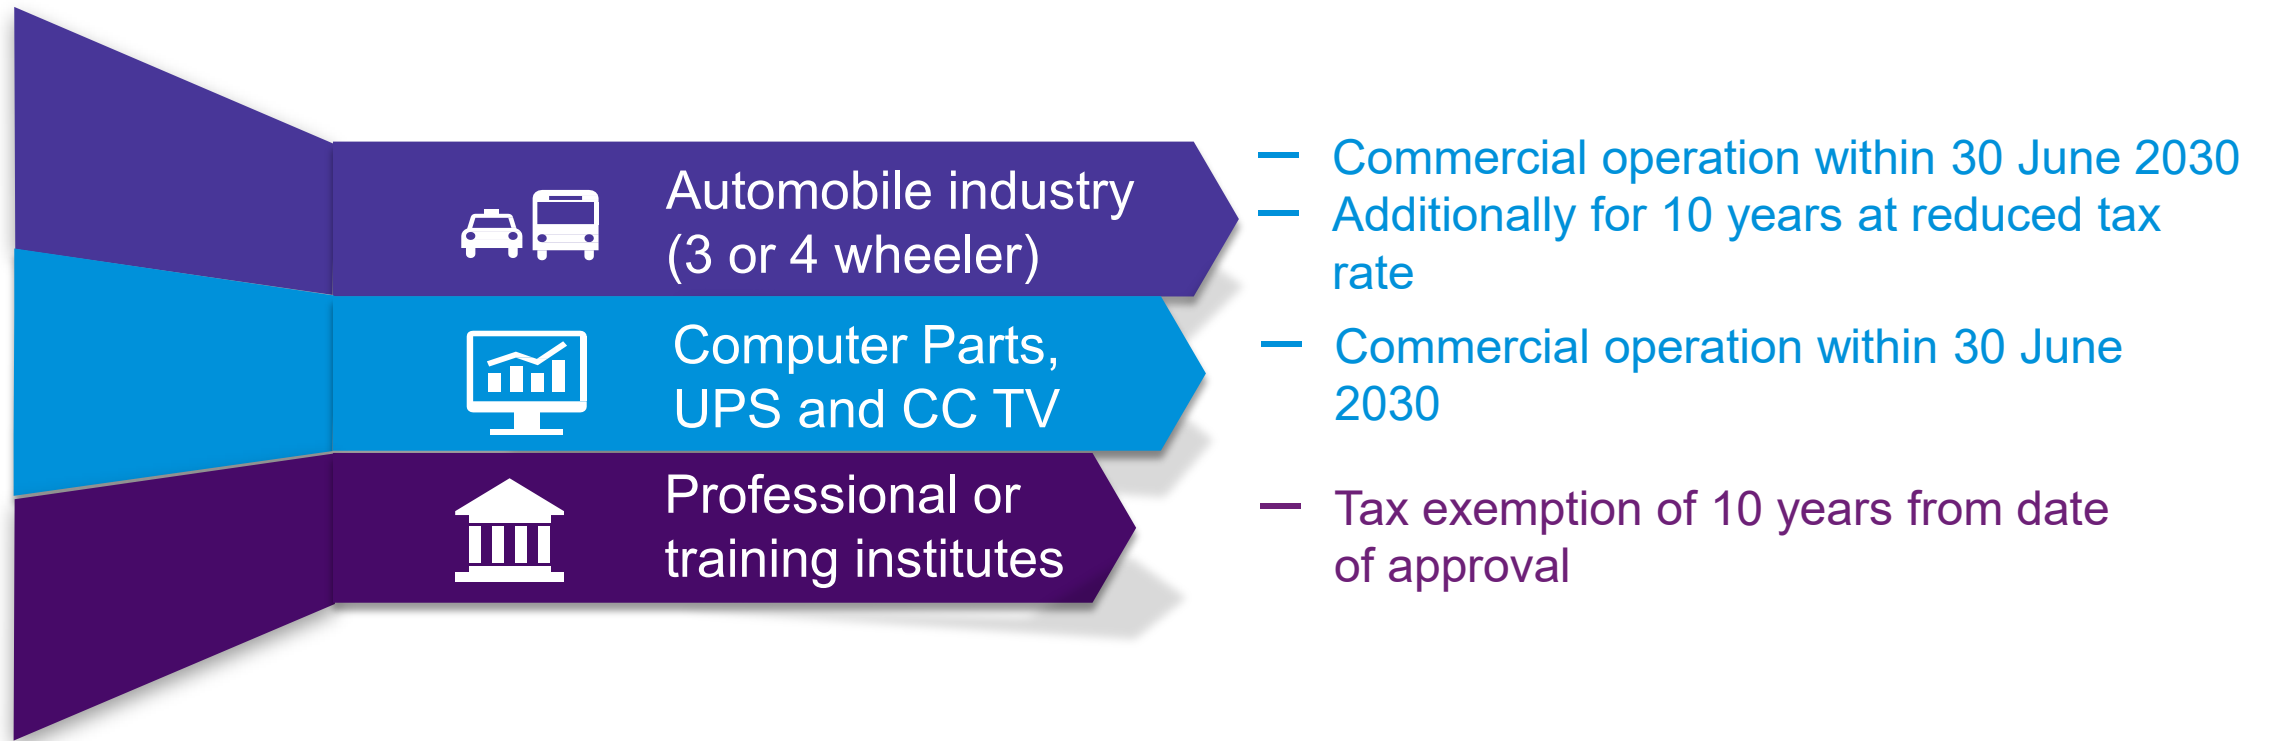 Automobile industry
(3 or 4 wheeler)
— Commercial operation within 30 June 2030
— Additionally for 10 years at reduced tax
rate
Computer Parts,
UPS and CC TV
— Commercial operation within 30 June
2030
Professional or
training institutes
— Tax exemption of 10 years from date
of approval